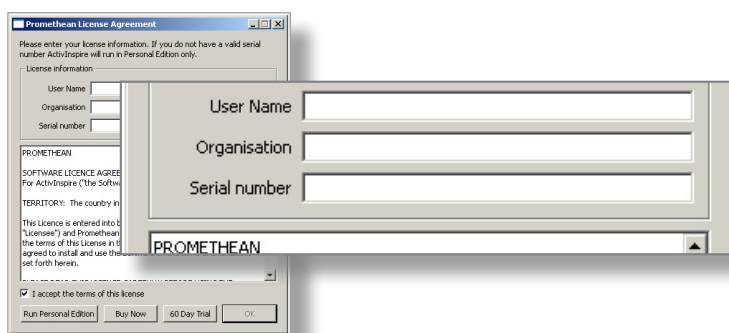 Promethean License Agreement
Please enter your license information. If you do not have a valid serial
number ActivInspire will run in Personal Edition only.
License information
User Name
Organisation
Serial number
User Name
Organisation
Serial number
PROMETHEAN
PROMETHEAN
SOFTWARE LICENCE AGREE
For ActivInspire ("the Softwa
TERRITORY: The country in
This Licence is entered into b
"Licensee") and Promethean
the terms of this License in t
agreed to install and use the
set forth herein.
I accept the terms of this license
Run Personal Edition
Buy Now
60 Day Trial
OK